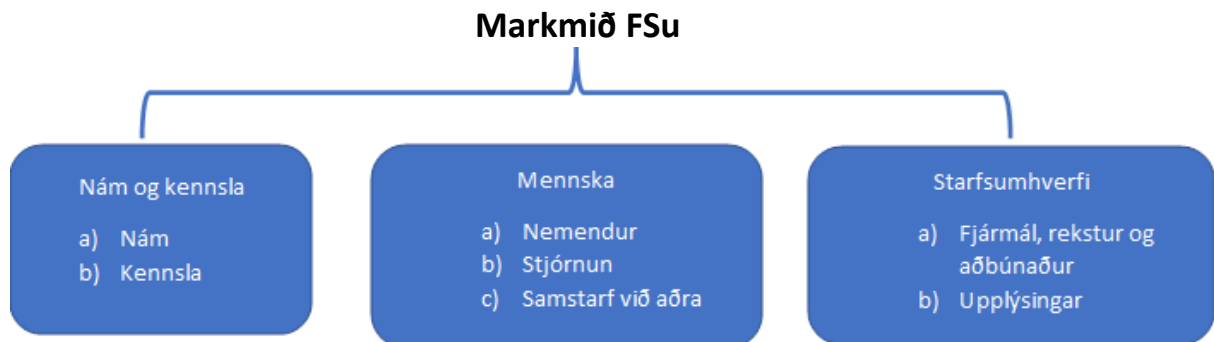 Markmið FSu
Nám og kennsla
a) Nám
b) Kennsla
Mennska
a) Nemendur
b) Stjórnun
c) Samstarf við aðra
Starfsumhverfi
a) Fjármál, rekstur og
aðbúnaður
b) Upplýsingar